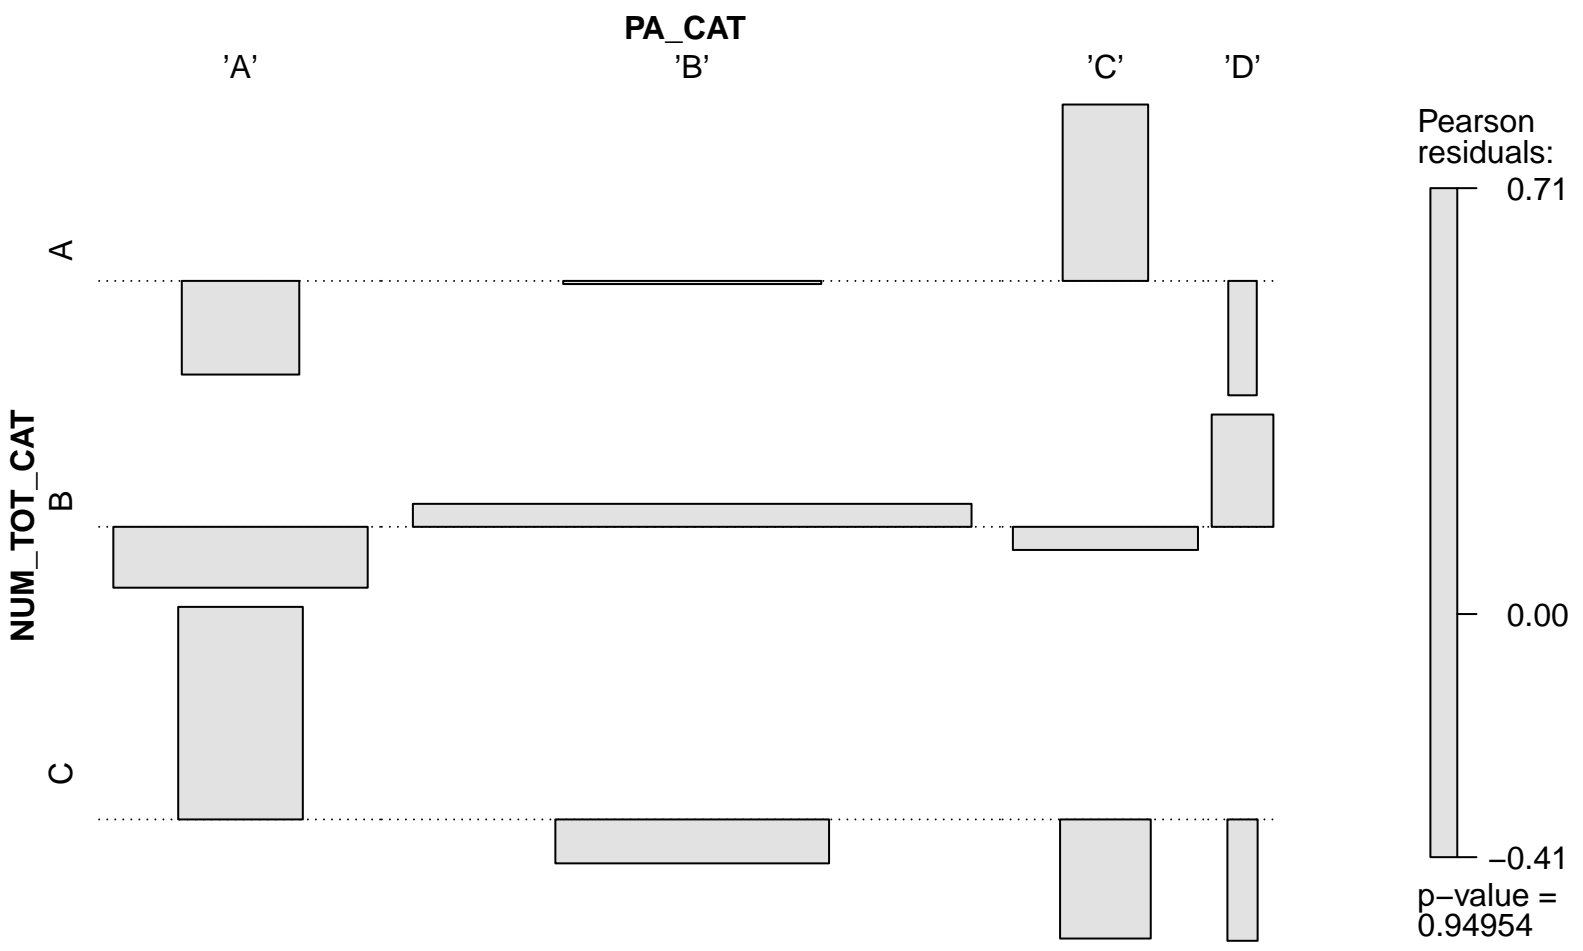 PA_CAT
’A’ ’B’ ’C’ ’D’
NUM_TOT_CAT
A
B
C
Pearson
residuals:
0.71
0.00
−0.41
p−value =
0.94954